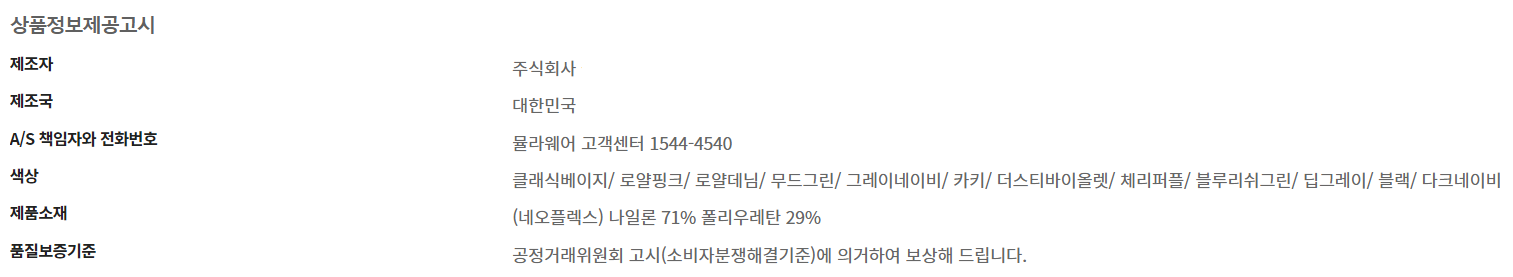 상품정보제공고시
제조자 주식회사
제조국 대한민국
A/S 책임자와 전화번호 뮬라웨어 고객센터 1544-4540
색상 클래식베이지/ 로얄핑크/ 로얄데님/ 무드그린/ 그레이네이비/ 카키/ 더스티바이올렛/ 체리퍼플/ 블루리쉬그린/ 딥그레이/ 블랙/ 다크네이비
제품소재 (네오플렉스) 나일론 71% 폴리우레탄 29%
품질보증기준 공정거래위원회 고시(소비자분쟁해결기준)에 의거하여 보상해 드립니다.